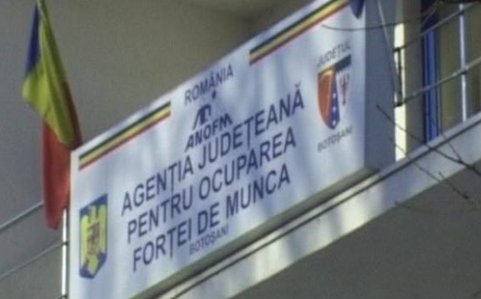 ROMÂNIA
ANOFM
AGENȚIA JUDEȚEANĂ
PENTRU OCUPAREA
FORȚEI DE MUNCA
BOTOȘANI
JUDEȚUL
BOTOȘANI